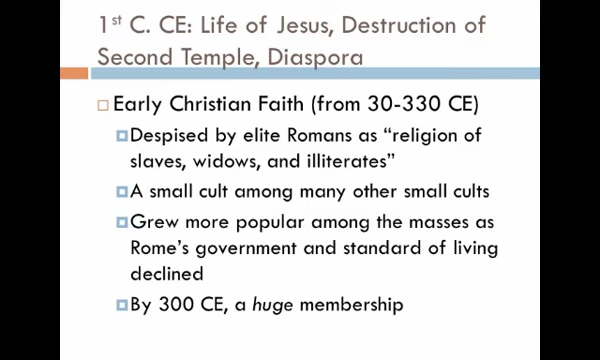 1st C. CE: Life of Jesus, Destruction of
Second Temple, Diaspora
Early Christian Faith (from 30-330 CE)
Despised by elite Romans as “religion of
slaves, widows, and illiterates”
A small cult among many other small cults
Grew more popular among the masses as
Rome’s government and standard of living
declined
By 300 CE, a huge membership